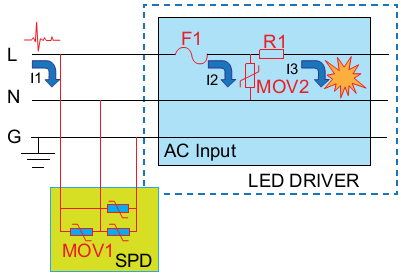 L
F1
R1
I1
I2
I3
N
MOV2
G
AC Input
LED DRIVER
MOV1
SPD